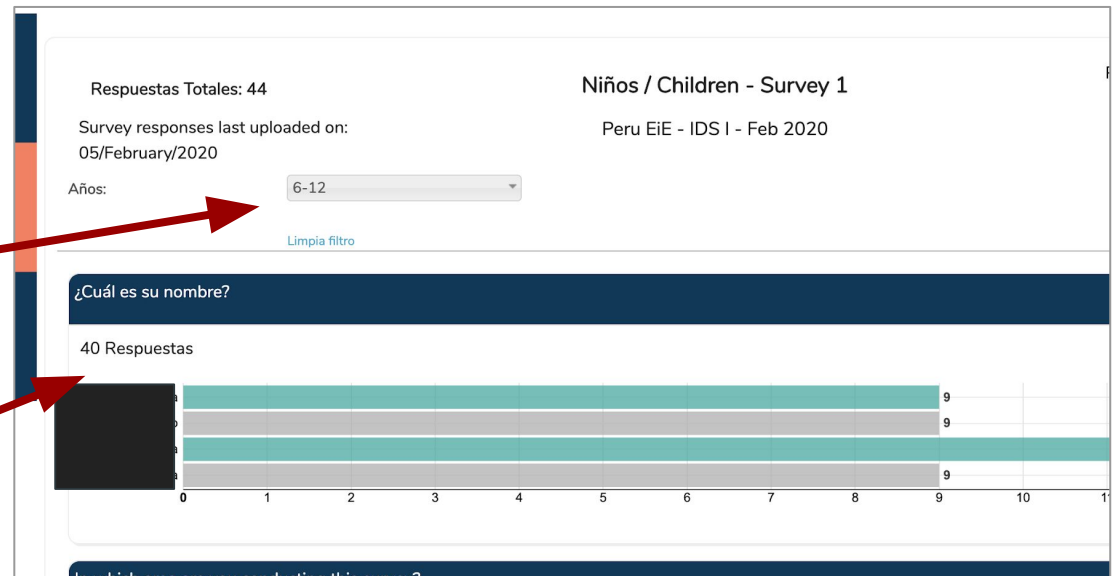 Respuestas Totales: 44
Niños / Children - Survey 1
Survey responses last uploaded on:
05/February/2020
Peru EiE - IDS I - Feb 2020
Años:
6-12
Limpia filtro
¿Cuál es su nombre?
40 Respuestas
9
9
9
0 1 2 3 4 5 6 7 8 9 10